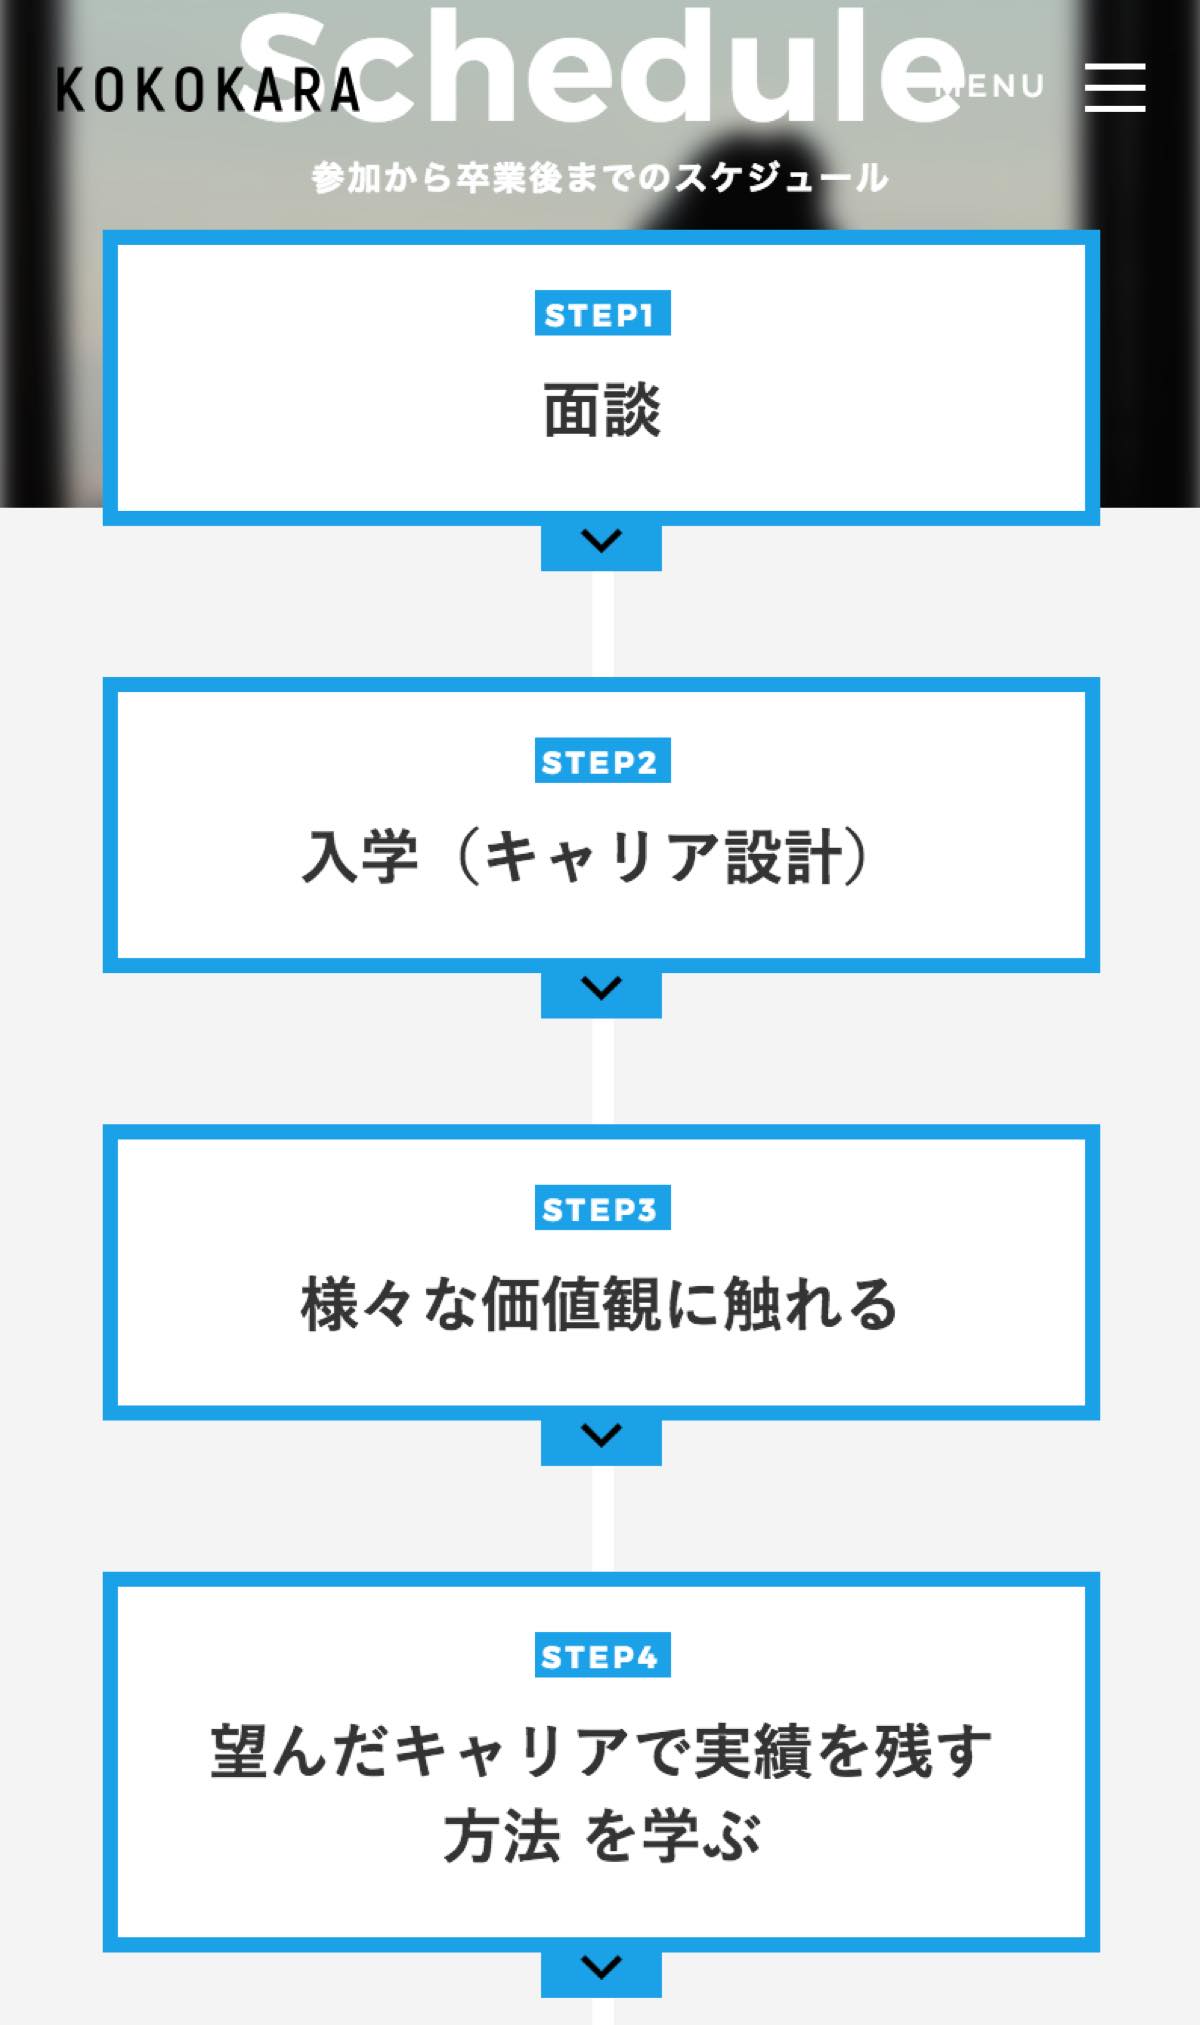 Schedule
KOKOKARA
MENU
参加から卒業後までのスケジュール
STEP1
面談
STEP2
入学（キャリア設計）
STEP3
様々な価値観に触れる
STEP4
望んだキャリアで実績を残す
方法 を学ぶ